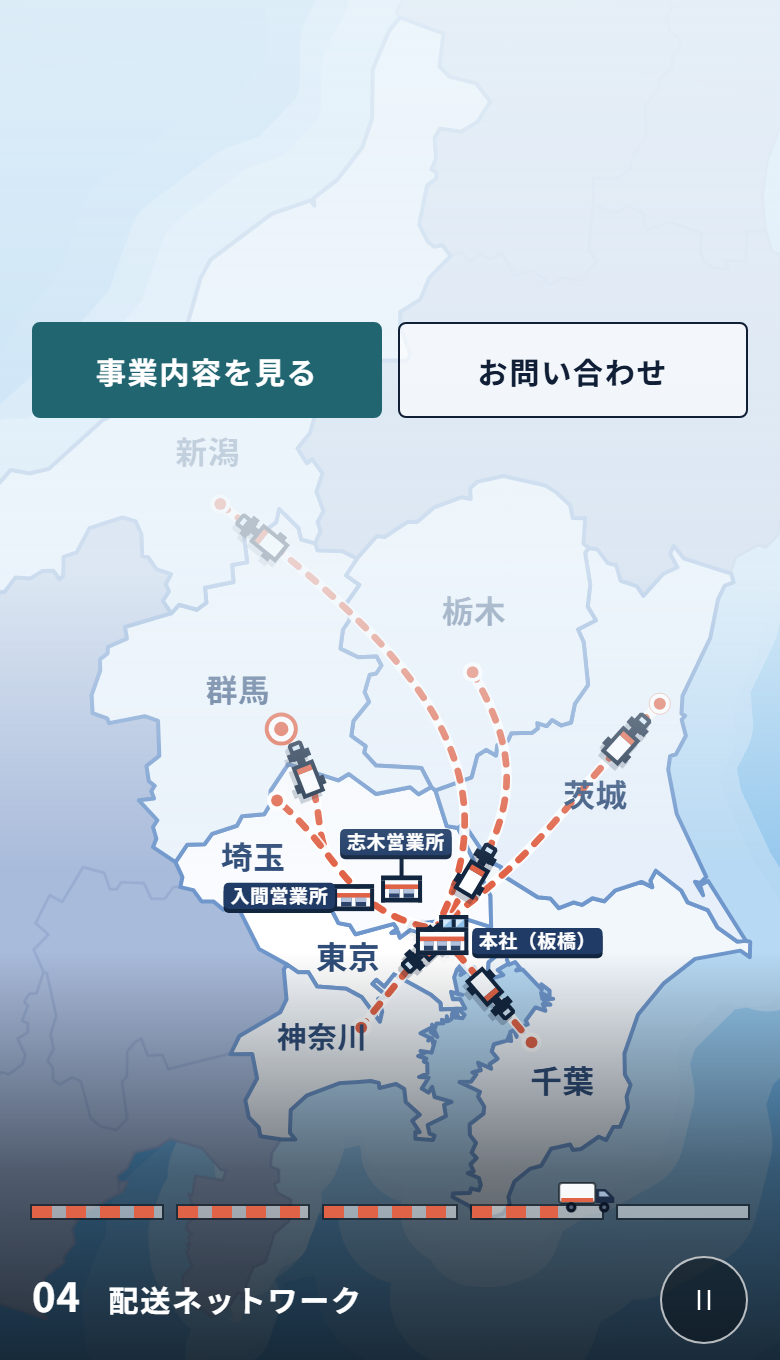 事業内容を見る
お問い合わせ
新潟
栃木
群馬
茨城
志木営業所
埼玉
入間営業所
本社（板橋）
東京
神奈川
千葉
04 配送ネットワーク